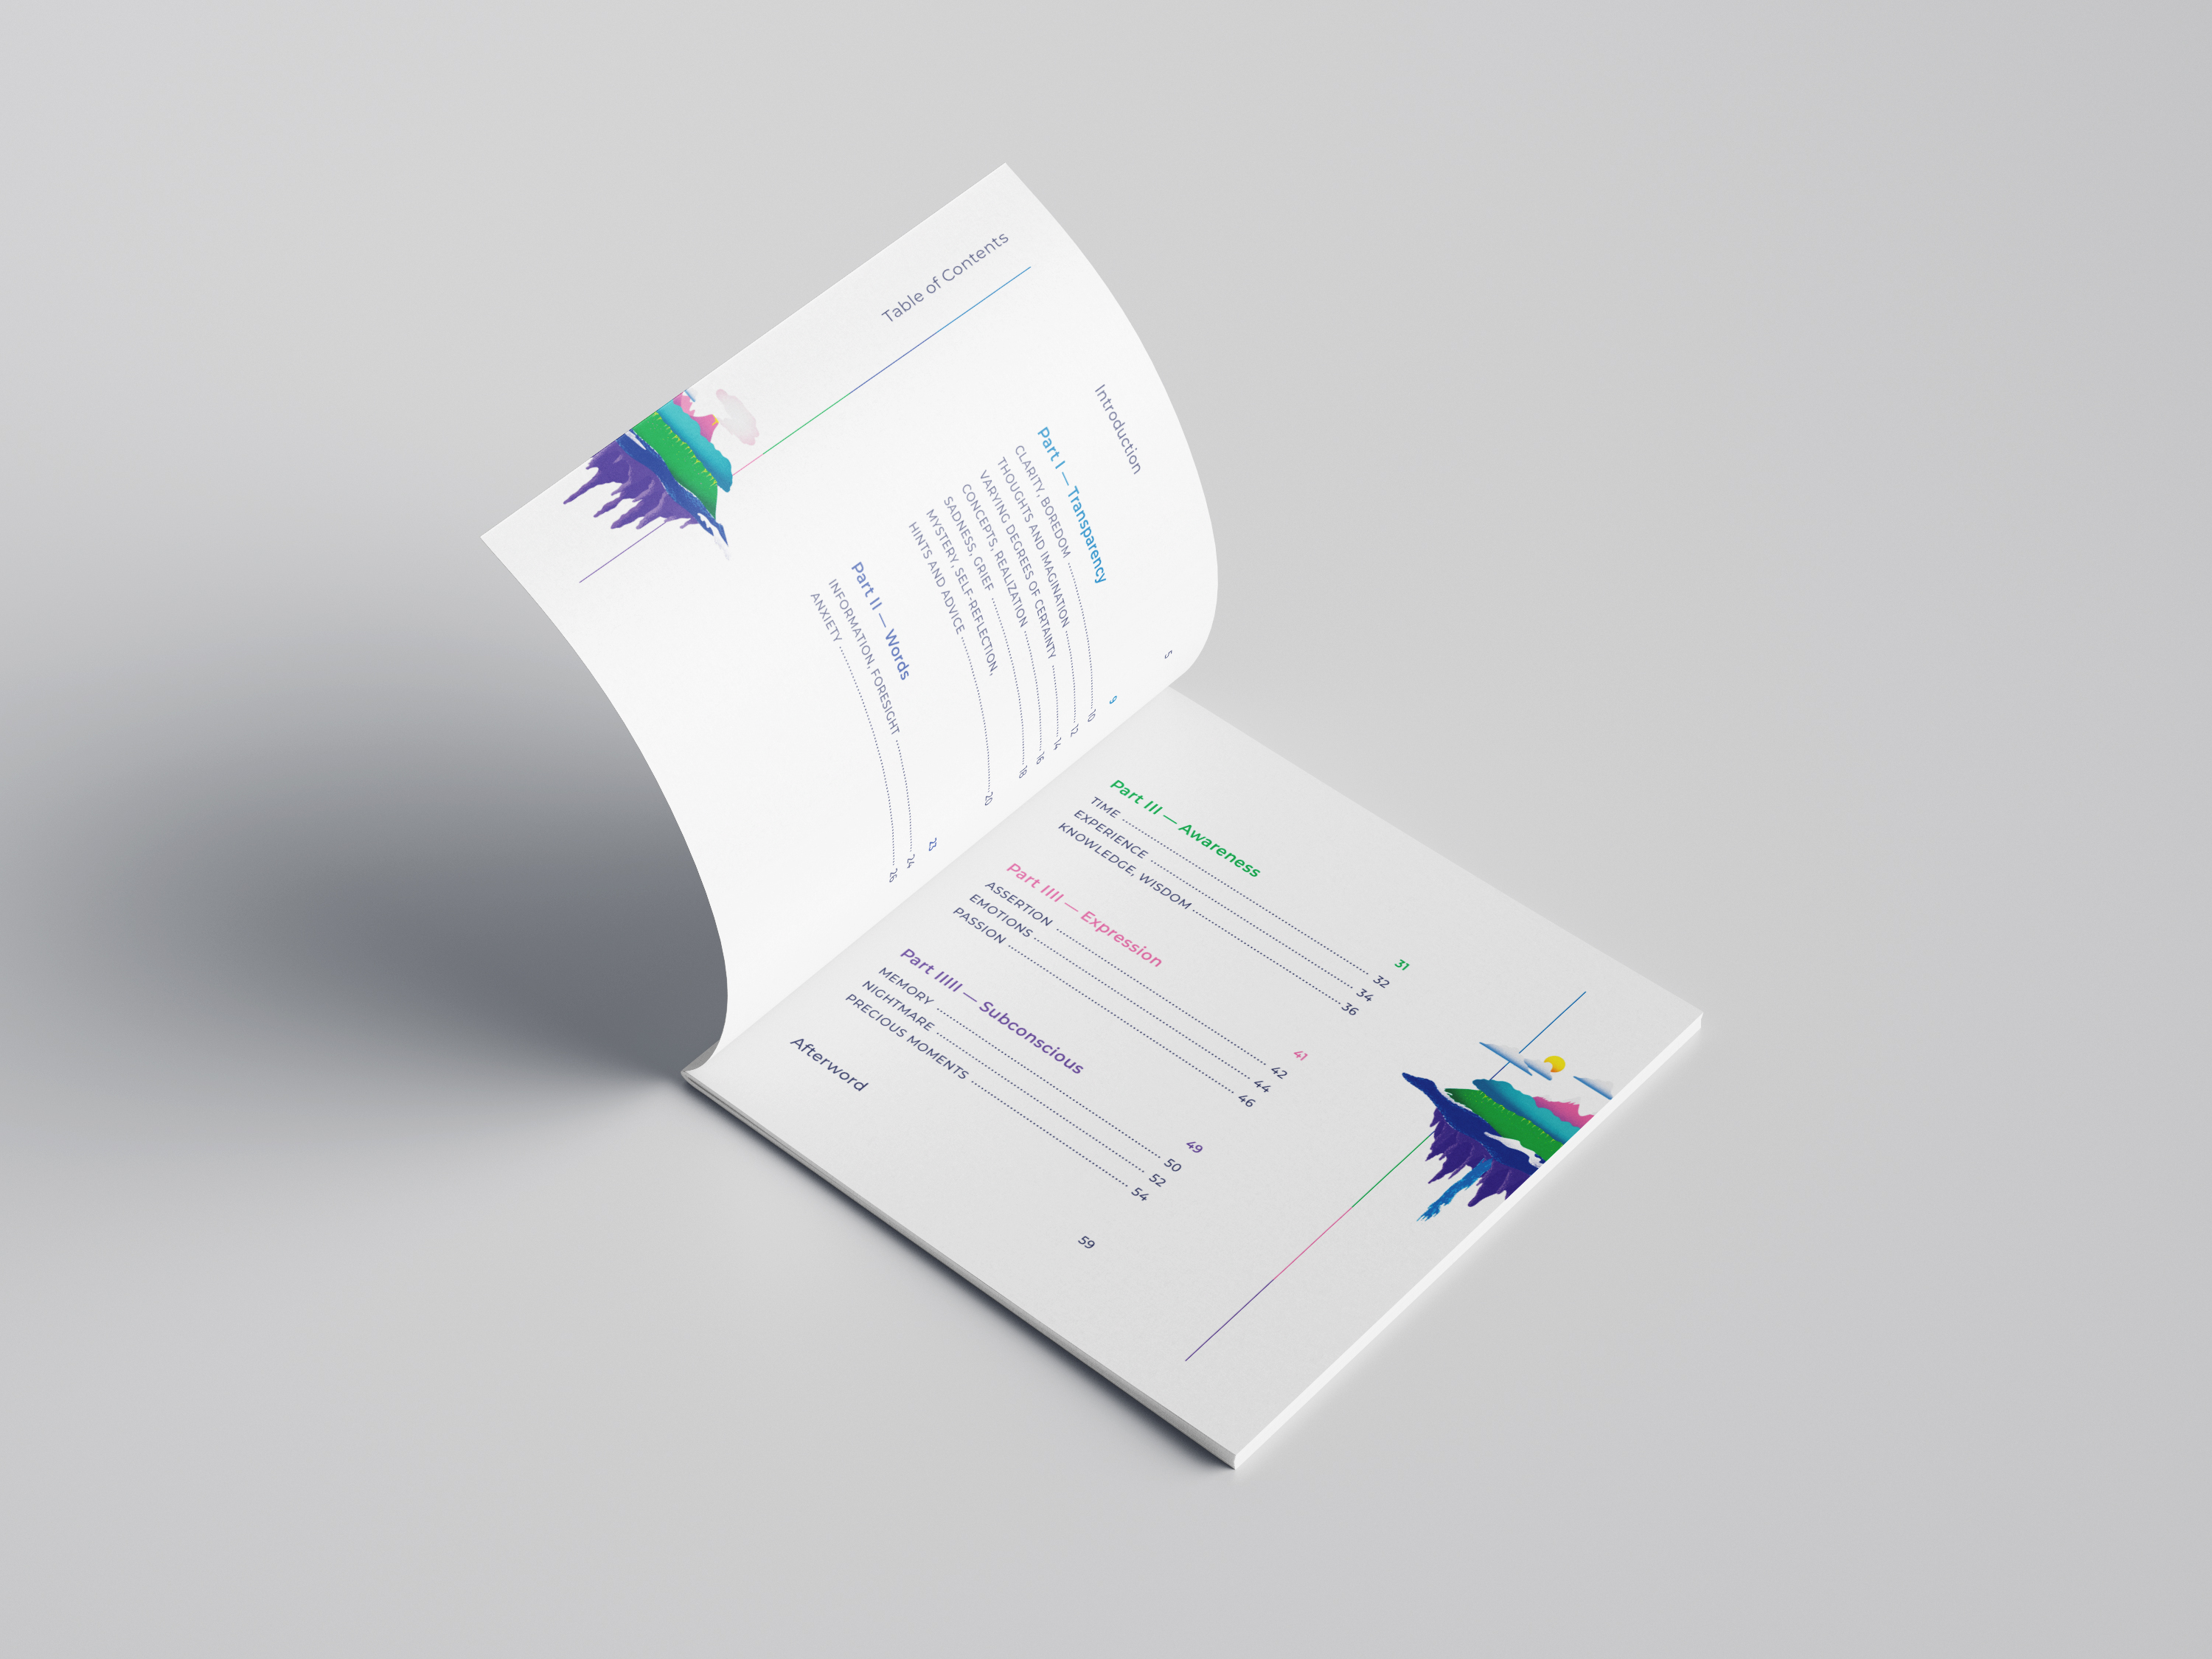 Table of Contents
Introduction 5
Part I — Transparency 9
CLARITY, BOREDOM 10
THOUGHTS AND IMAGINATION 12
VARYING DEGREES OF CERTAINTY 14
CONCEPTS, REALIZATION 16
SADNESS, GRIEF 18
MYSTERY, SELF-REFLECTION,
HINTS AND ADVICE 20
Part II — Words 23
INFORMATION, FORESIGHT 24
ANXIETY 26
Part III — Awareness 31
TIME 32
EXPERIENCE 34
KNOWLEDGE, WISDOM 36
Part IIII — Expression 41
ASSERTION 42
EMOTIONS 44
PASSION 46
Part IIIII — Subconscious 49
MEMORY 50
NIGHTMARE 52
PRECIOUS MOMENTS 54
Afterword 59